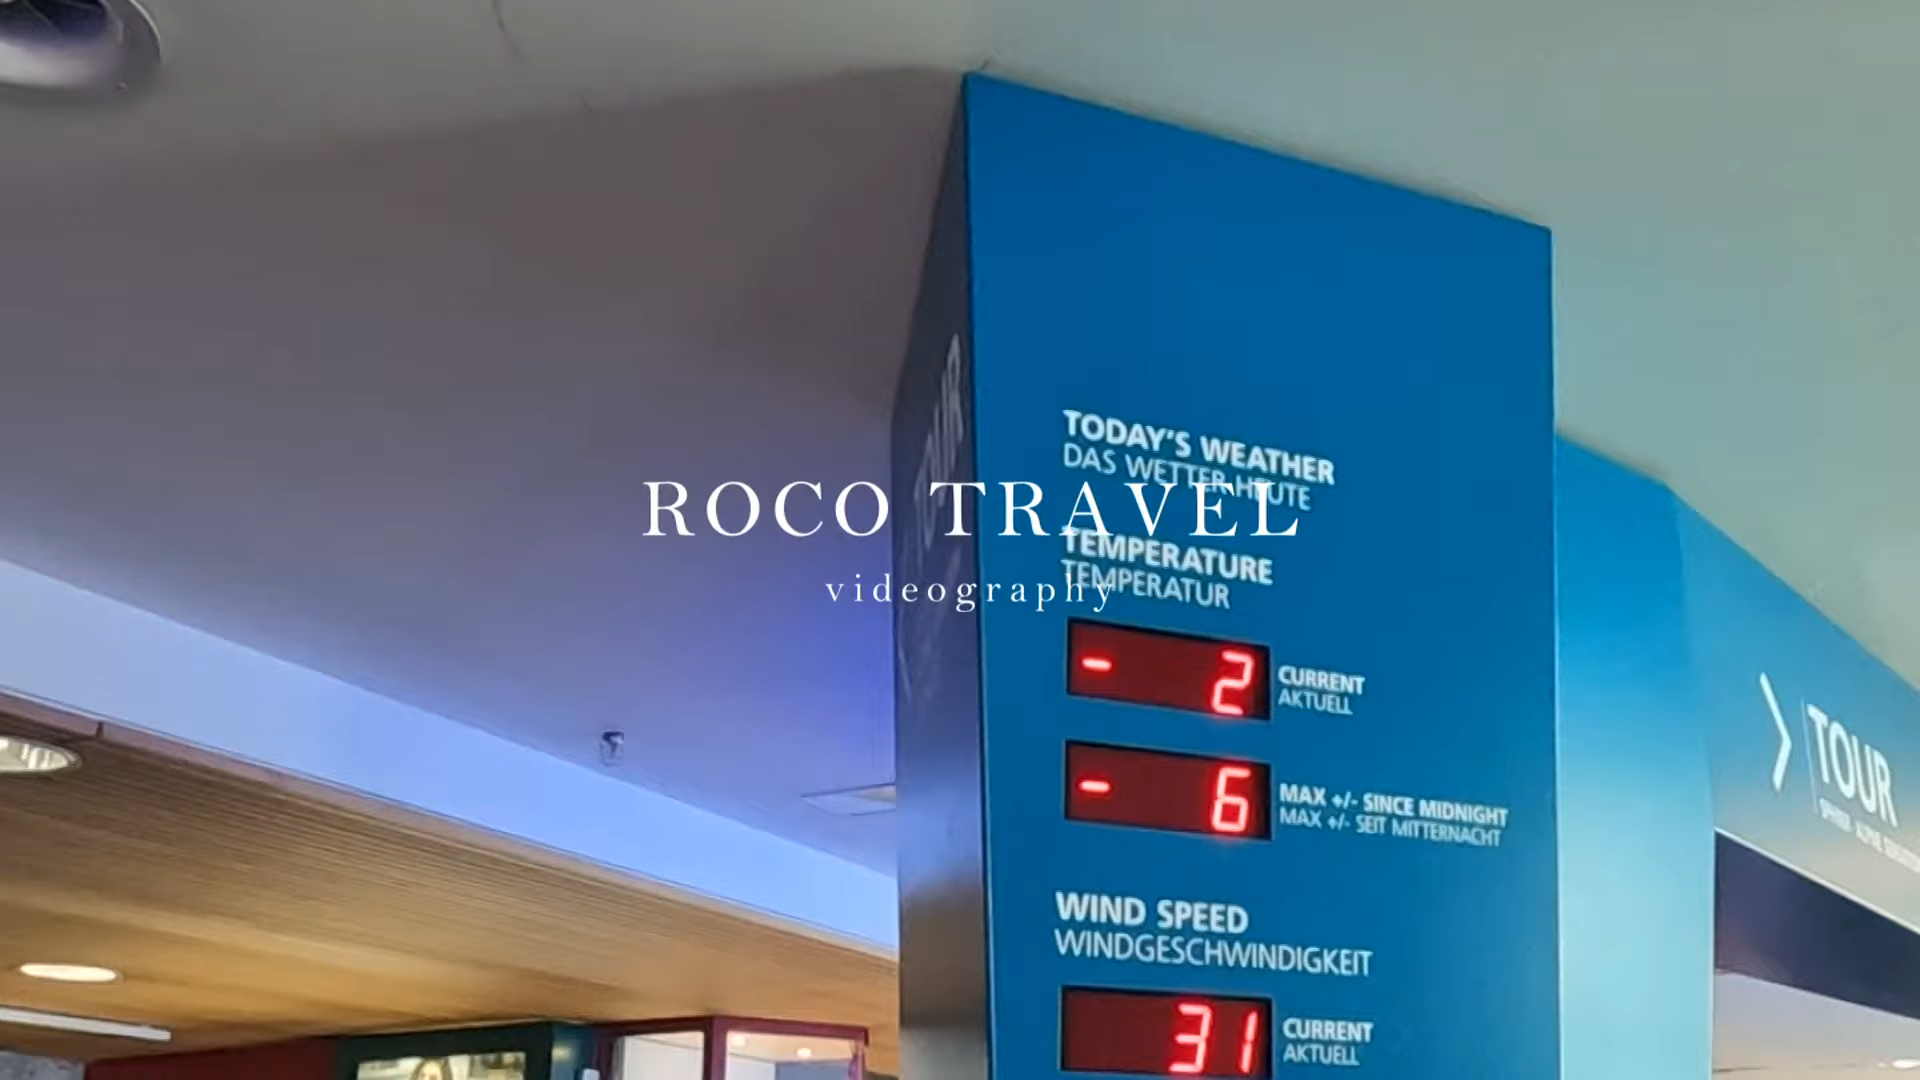 TODAY'S WEATHER
DAS WETTER HEUTE
ROCO TRAVEL
TEMPERATURE
TEMPERATUR
videography
- 2
CURRENT
AKTUELL
- 6
MAX +/- SINCE MIDNIGHT
MAX +/- SEIT MITTERNACHT
WIND SPEED
WINDGESCHWINDIGKEIT
31
CURRENT
AKTUELL
TOUR
TOUR